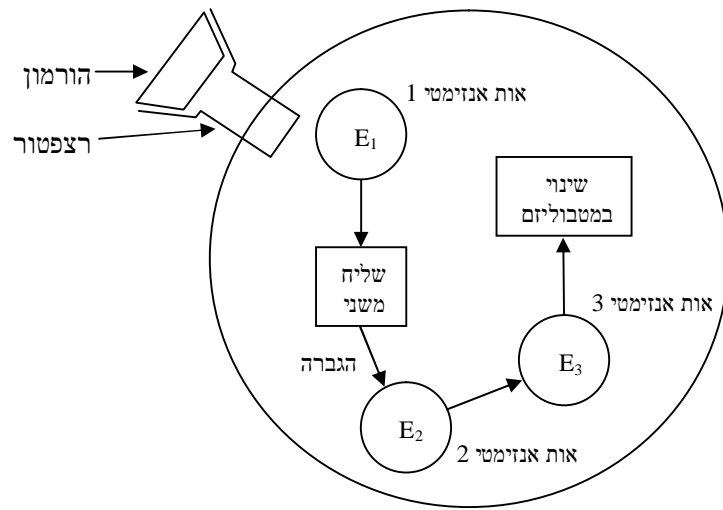 הורמון
רצפטור
אות אנזימטי 1
E₁
שליח
משני
הגברה
E₂
אות אנזימטי 2
E₃
אות אנזימטי 3
שינוי
במטבוליזם